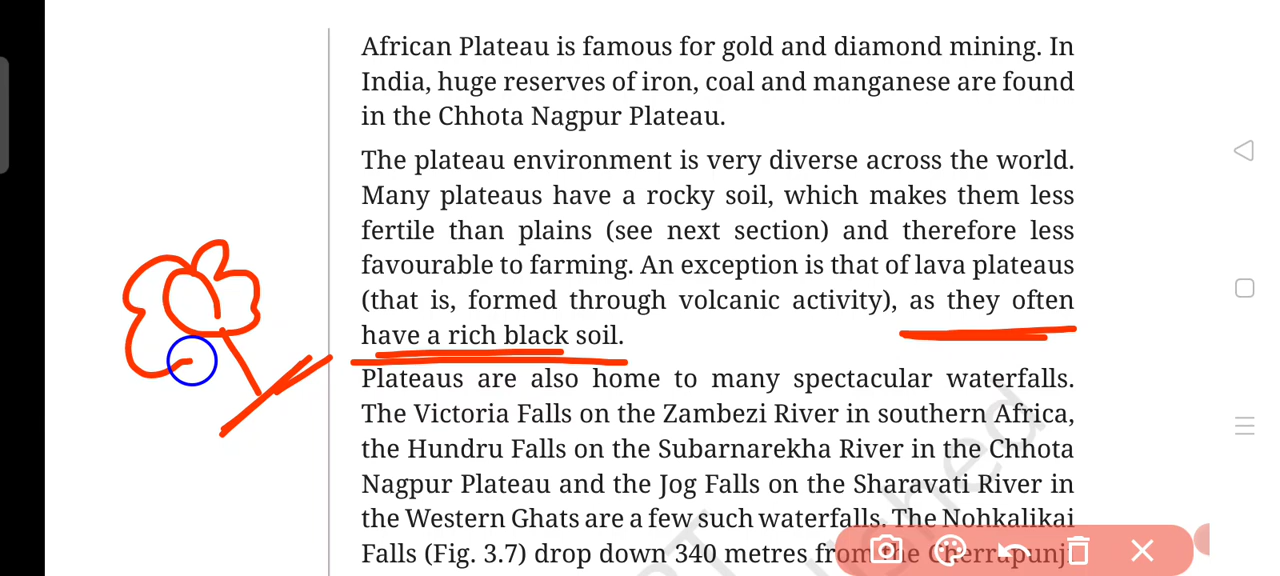 African Plateau is famous for gold and diamond mining. In
India, huge reserves of iron, coal and manganese are found
in the Chhota Nagpur Plateau.
The plateau environment is very diverse across the world.
Many plateaus have a rocky soil, which makes them less
fertile than plains (see next section) and therefore less
favourable to farming. An exception is that of lava plateaus
(that is, formed through volcanic activity), as they often
have a rich black soil.
Plateaus are also home to many spectacular waterfalls.
The Victoria Falls on the Zambezi River in southern Africa,
the Hundru Falls on the Subarnarekha River in the Chhota
Nagpur Plateau and the Jog Falls on the Sharavati River in
the Western Ghats are a few such waterfalls. The Nohkalikai
Falls (Fig. 3.7) drop down 340 metres from the Cherrapunji